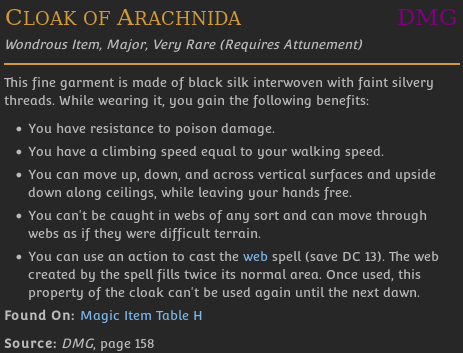 Cloak of Arachnida DMG
Wondrous Item, Major, Very Rare (Requires Attunement)
This fine garment is made of black silk interwoven with faint silvery
threads. While wearing it, you gain the following benefits:
• You have resistance to poison damage.
• You have a climbing speed equal to your walking speed.
• You can move up, down, and across vertical surfaces and upside
down along ceilings, while leaving your hands free.
• You can't be caught in webs of any sort and can move through
webs as if they were difficult terrain.
• You can use an action to cast the web spell (save DC 13). The web
created by the spell fills twice its normal area. Once used, this
property of the cloak can't be used again until the next dawn.
Found On: Magic Item Table H
Source: DMG, page 158